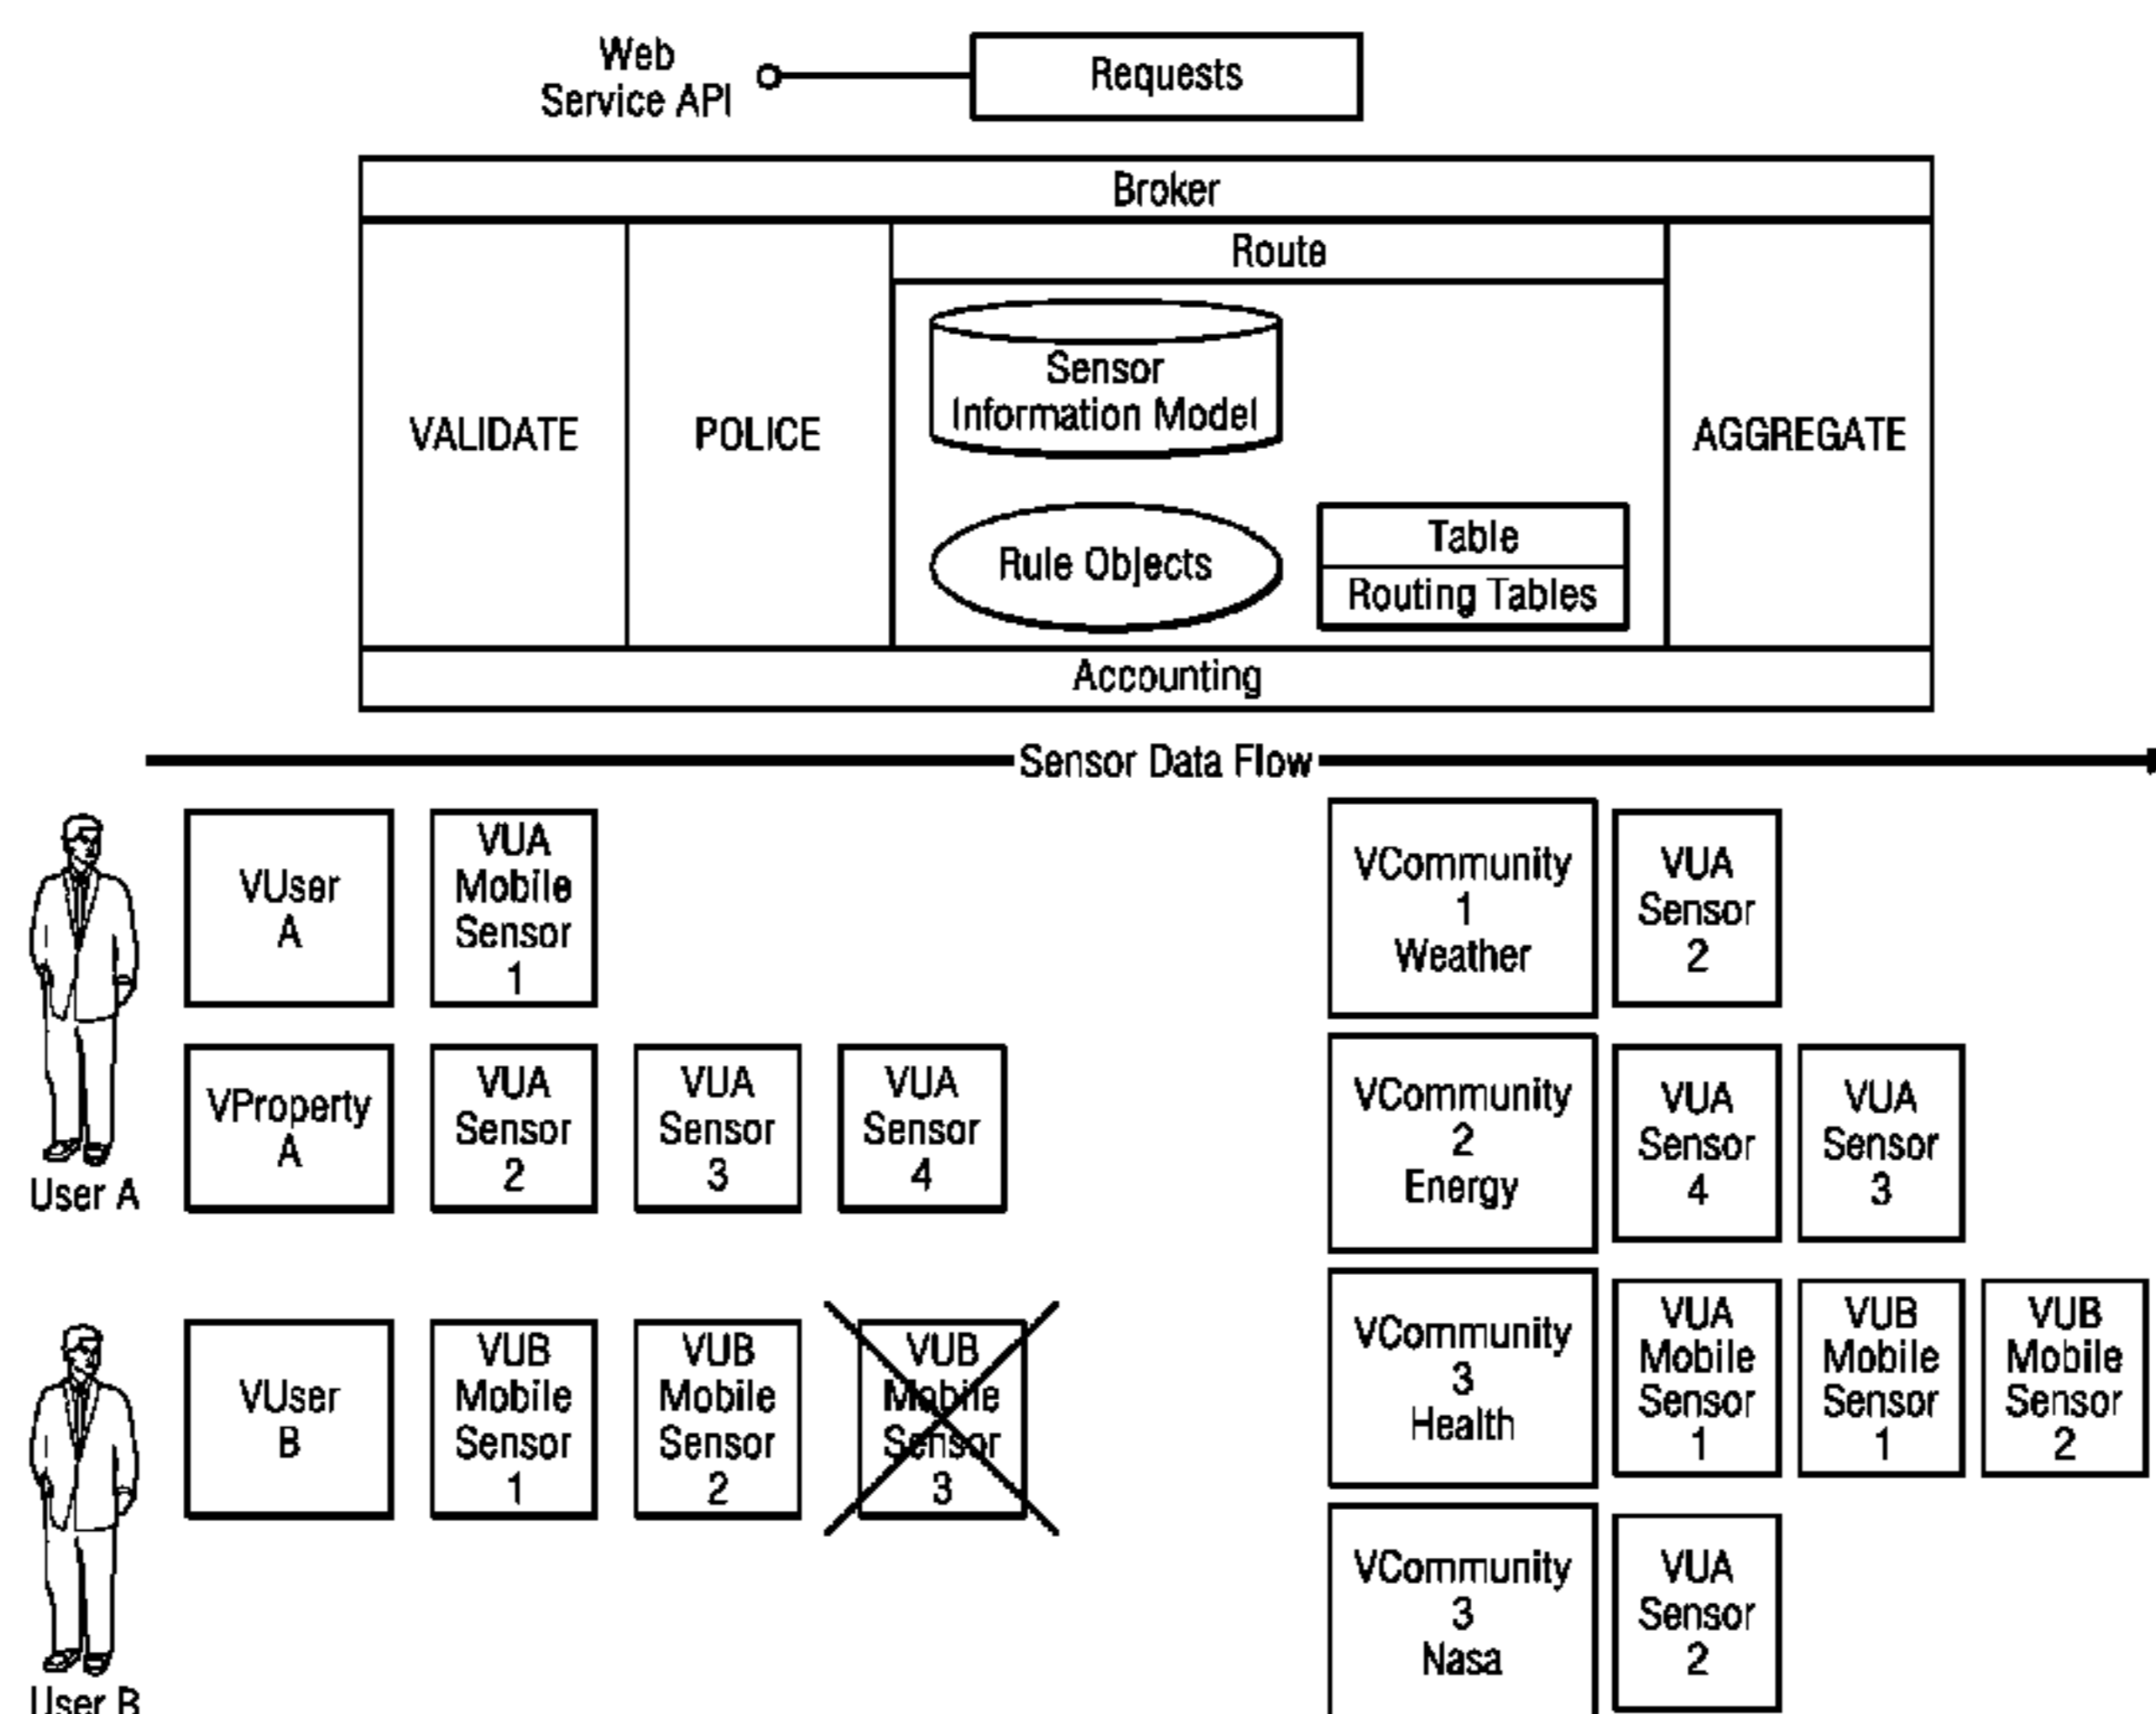 Web
Service API
Requests
Broker
Route
VALIDATE
POLICE
Sensor
Information Model
AGGREGATE
Rule Objects
Table
Routing Tables
Accounting
Sensor Data Flow
VUser
A
VUA
Mobile
Sensor
1
VProperty
A
VUA
Sensor
2
VUA
Sensor
3
VUA
Sensor
4
User A
VUser
B
VUB
Mobile
Sensor
1
VUB
Mobile
Sensor
2
VUB
Mobile
Sensor
3
User B
VCommunity
1
Weather
VUA
Sensor
2
VCommunity
2
Energy
VUA
Sensor
4
VUA
Sensor
3
VCommunity
3
Health
VUA
Mobile
Sensor
1
VUB
Mobile
Sensor
1
VUB
Mobile
Sensor
2
VCommunity
3
Nasa
VUA
Sensor
2